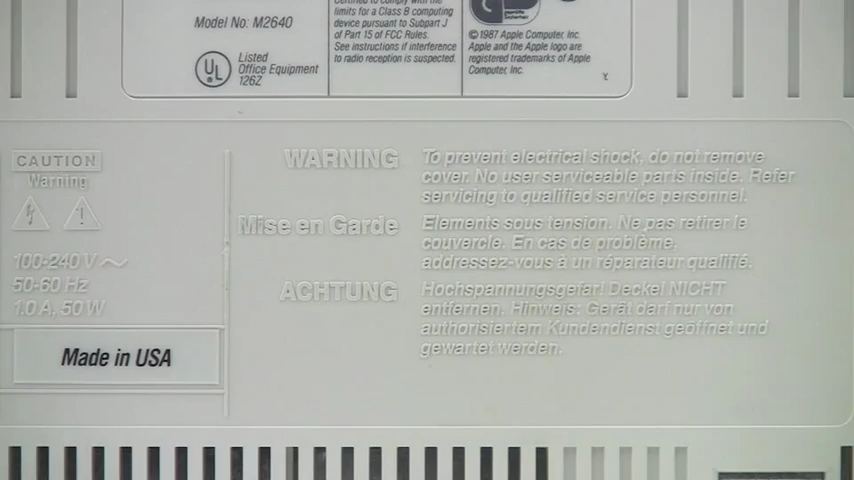 Model No: M2640
UL
Listed
Office Equipment
126Z
Certified to comply with the
limits for a Class B computing
device pursuant to Subpart J
of Part 15 of FCC Rules.
See instructions if interference
to radio reception is suspected.
©1987 Apple Computer, Inc.
Apple and the Apple logo are
registered trademarks of Apple
Computer, Inc.
CAUTION
Warning
100-240 V ~
50-60 Hz
1.0 A, 50 W
Made in USA
WARNING
To prevent electrical shock, do not remove
cover. No user serviceable parts inside. Refer
servicing to qualified service personnel.
Mise en Garde
Elements sous tension. Ne pas retirer le
couvercle. En cas de problème,
addressez-vous à un réparateur qualifié.
ACHTUNG
Hochspannungsgefar! Deckel NICHT
entfernen. Hinweis: Gerät darf nur von
authorisiertem Kundendienst geöffnet und
gewartet werden.